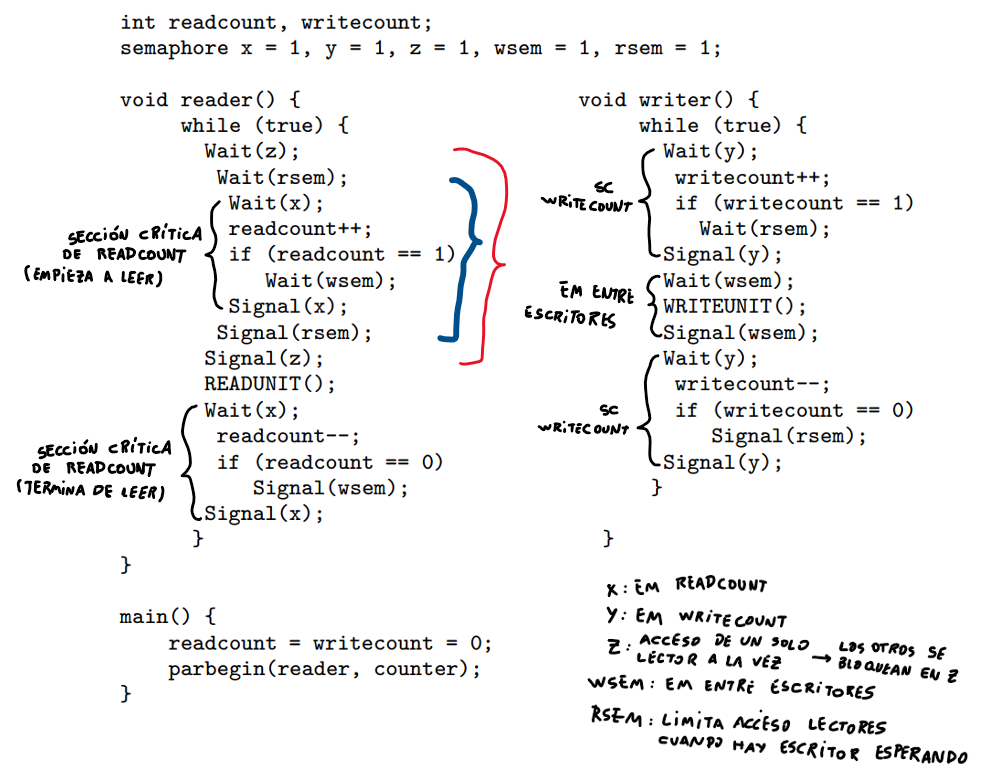 int readcount, writecount;
semaphore x = 1, y = 1, z = 1, wsem = 1, rsem = 1;
void reader() {
while (true) {
Wait(z);
Wait(rsem);
Wait(x);
readcount++;
if (readcount == 1)
Wait(wsem);
Signal(x);
Signal(rsem);
Signal(z);
READUNIT();
Wait(x);
readcount--;
if (readcount == 0)
Signal(wsem);
Signal(x);
}
}
SECCIÓN CRÍTICA
DE READCOUNT
(EMPIEZA A LEER)
SECCIÓN CRÍTICA
DE READCOUNT
(TERMINA DE LEER)
main() {
readcount = writecount = 0;
parbegin(reader, counter);
}
void writer() {
while (true) {
Wait(y);
writecount++;
if (writecount == 1)
Wait(rsem);
Signal(y);
Wait(wsem);
WRITEUNIT();
Signal(wsem);
Wait(y);
writecount--;
if (writecount == 0)
Signal(rsem);
Signal(y);
}
}
SC
WRITECOUNT
EM ENTRE
ESCRITORES
SC
WRITECOUNT
X: EM READCOUNT
Y: EM WRITECOUNT
Z: ACCESO DE UN SOLO
LECTOR A LA VEZ → LOS OTROS SE
BLOQUEAN EN Z
WSEM: EM ENTRE ESCRITORES
RSEM: LIMITA ACCESO LECTORES
CUANDO HAY ESCRITOR ESPERANDO